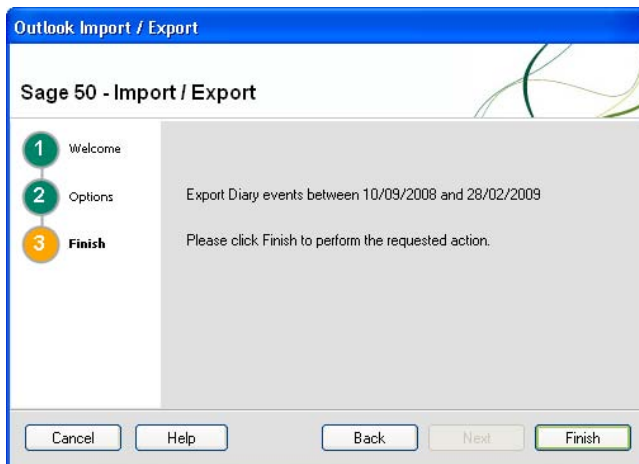 Outlook Import / Export
Sage 50 - Import / Export
1 Welcome
2 Options
3 Finish
Export Diary events between 10/09/2008 and 28/02/2009
Please click Finish to perform the requested action.
Cancel Help Back Next Finish